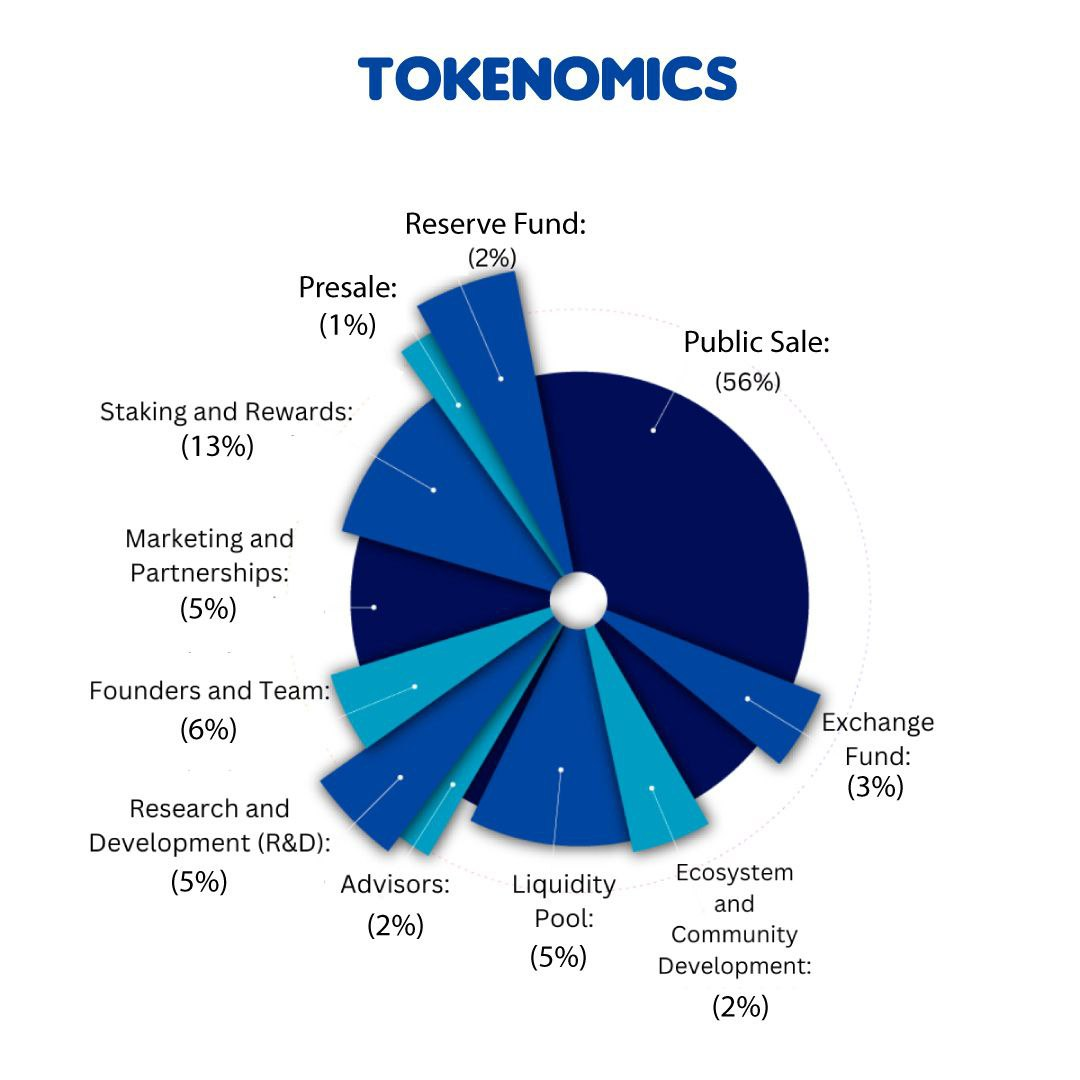 TOKENOMICS
Reserve Fund:
(2%)
Presale:
(1%)
Public Sale:
(56%)
Staking and Rewards:
(13%)
Marketing and
Partnerships:
(5%)
Founders and Team:
(6%)
Exchange
Fund:
(3%)
Research and
Development (R&D):
(5%)
Advisors:
(2%)
Liquidity
Pool:
(5%)
Ecosystem
and
Community
Development:
(2%)